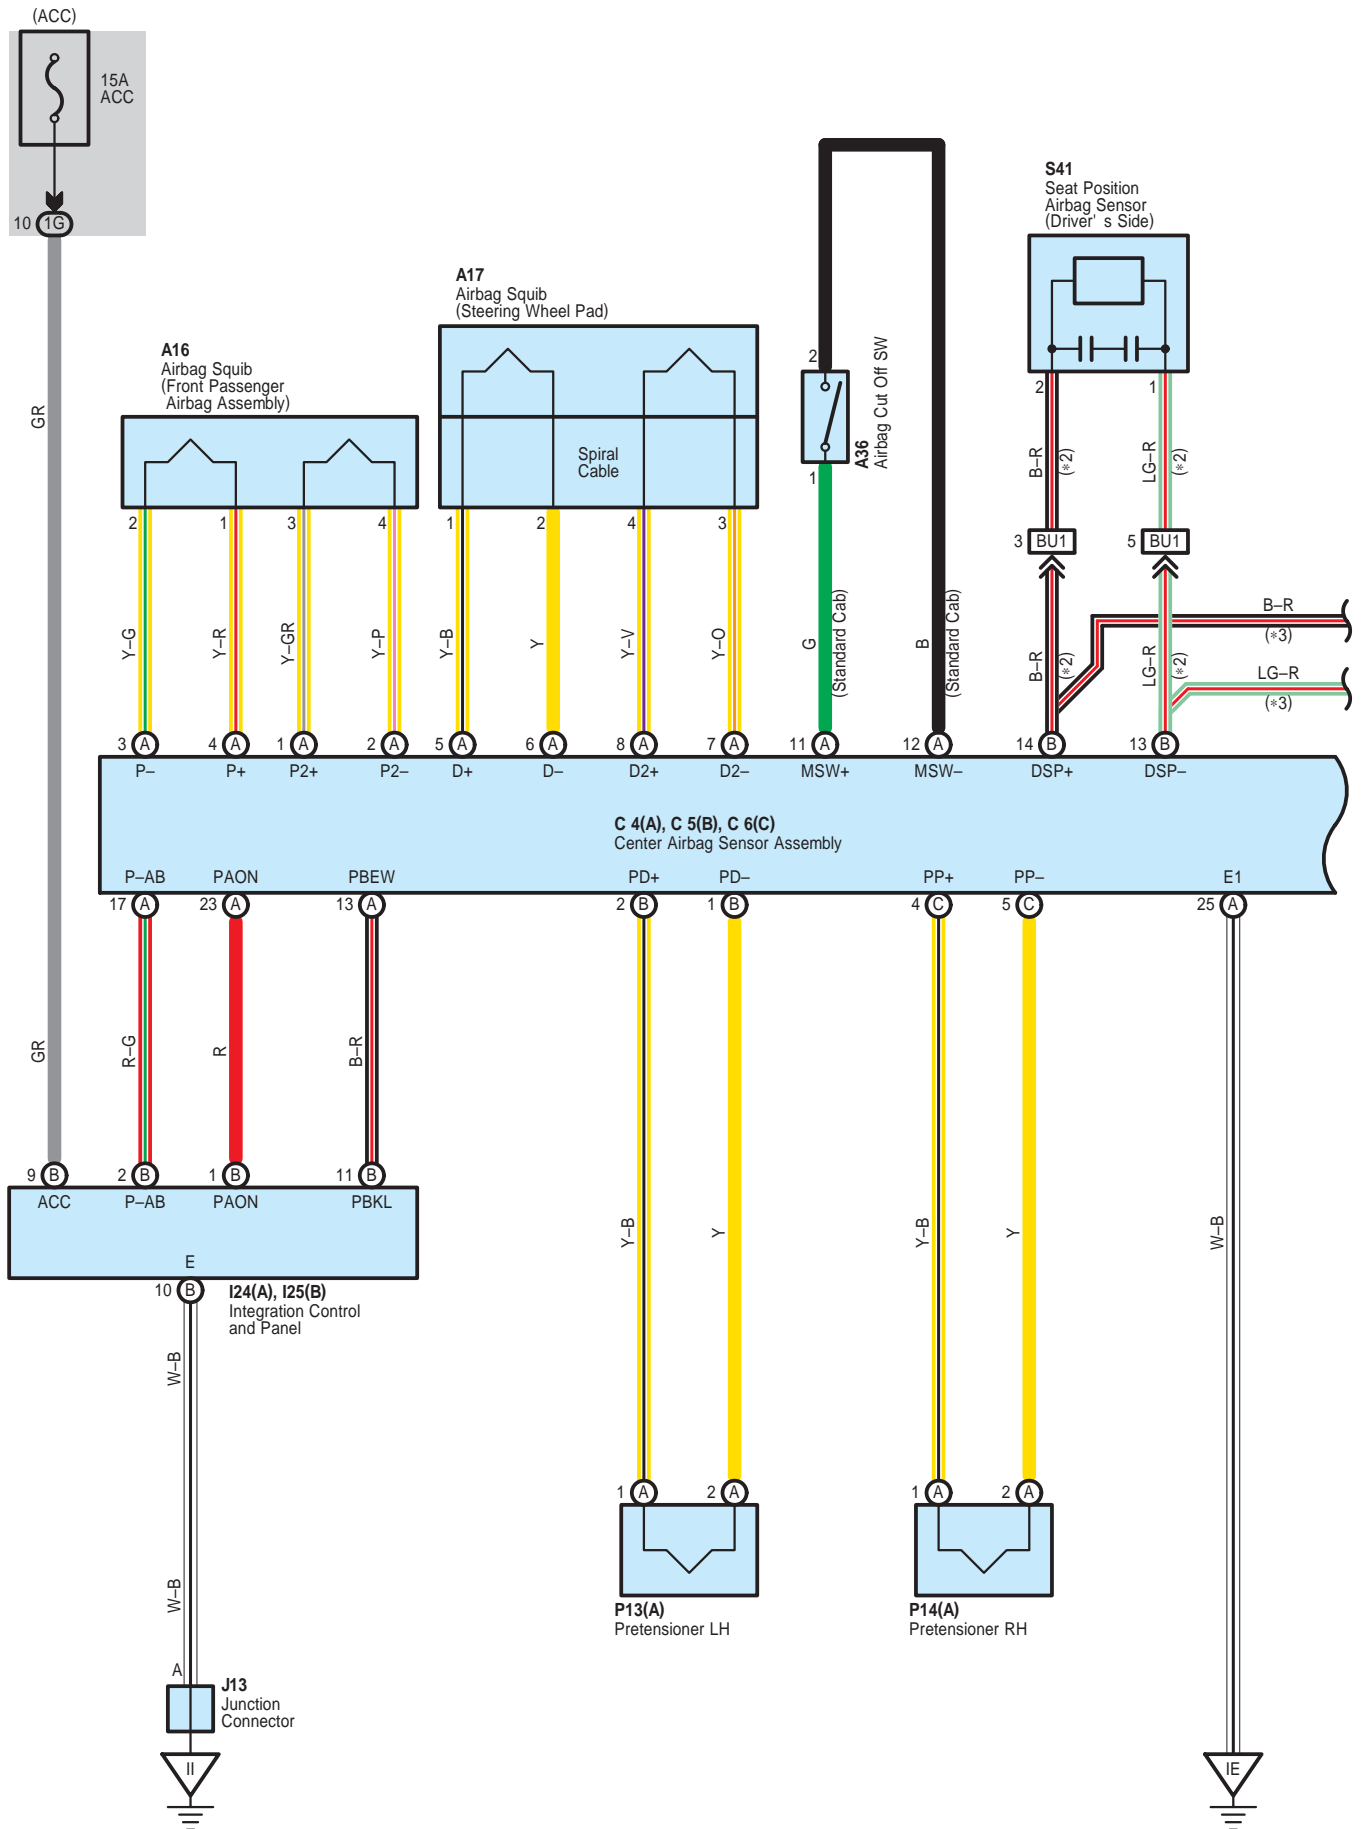 (ACC)
15A
ACC
10 1G
GR
A16
Airbag Squib
(Front Passenger
Airbag Assembly)
A17
Airbag Squib
(Steering Wheel Pad)
Spiral
Cable
2
A36
Airbag Cut Off SW
1
S41
Seat Position
Airbag Sensor
(Driver' s Side)
2 1
B–R
(*2)
LG–R
(*2)
3 BU1
5 BU1
2 1 3 4 1 2 4 3
Y–G
Y–R
Y–GR
Y–P
Y–B
Y
Y–V
Y–O
G
(Standard Cab)
B
(Standard Cab)
B–R
(*2)
LG–R
(*2)
B–R
(*3)
LG–R
(*3)
3 A 4 A 1 A 2 A 5 A 6 A 8 A 7 A 11 A 12 A 14 B 13 B
P– P+ P2+ P2– D+ D– D2+ D2– MSW+ MSW– DSP+ DSP–
C 4(A), C 5(B), C 6(C)
Center Airbag Sensor Assembly
P–AB PAON PBEW PD+ PD– PP+ PP– E1
17 A 23 A 13 A 2 B 1 B 4 C 5 C 25 A
GR
R–G
R
B–R
Y–B
Y
Y–B
Y
W–B
9 B 2 B 1 B 11 B
ACC P–AB PAON PBKL
E
10 B
I24(A), I25(B)
Integration Control
and Panel
W–B
W–B
1 A 2 A 1 A 2 A
P13(A)
Pretensioner LH
P14(A)
Pretensioner RH
A
J13
Junction
Connector
II
IE